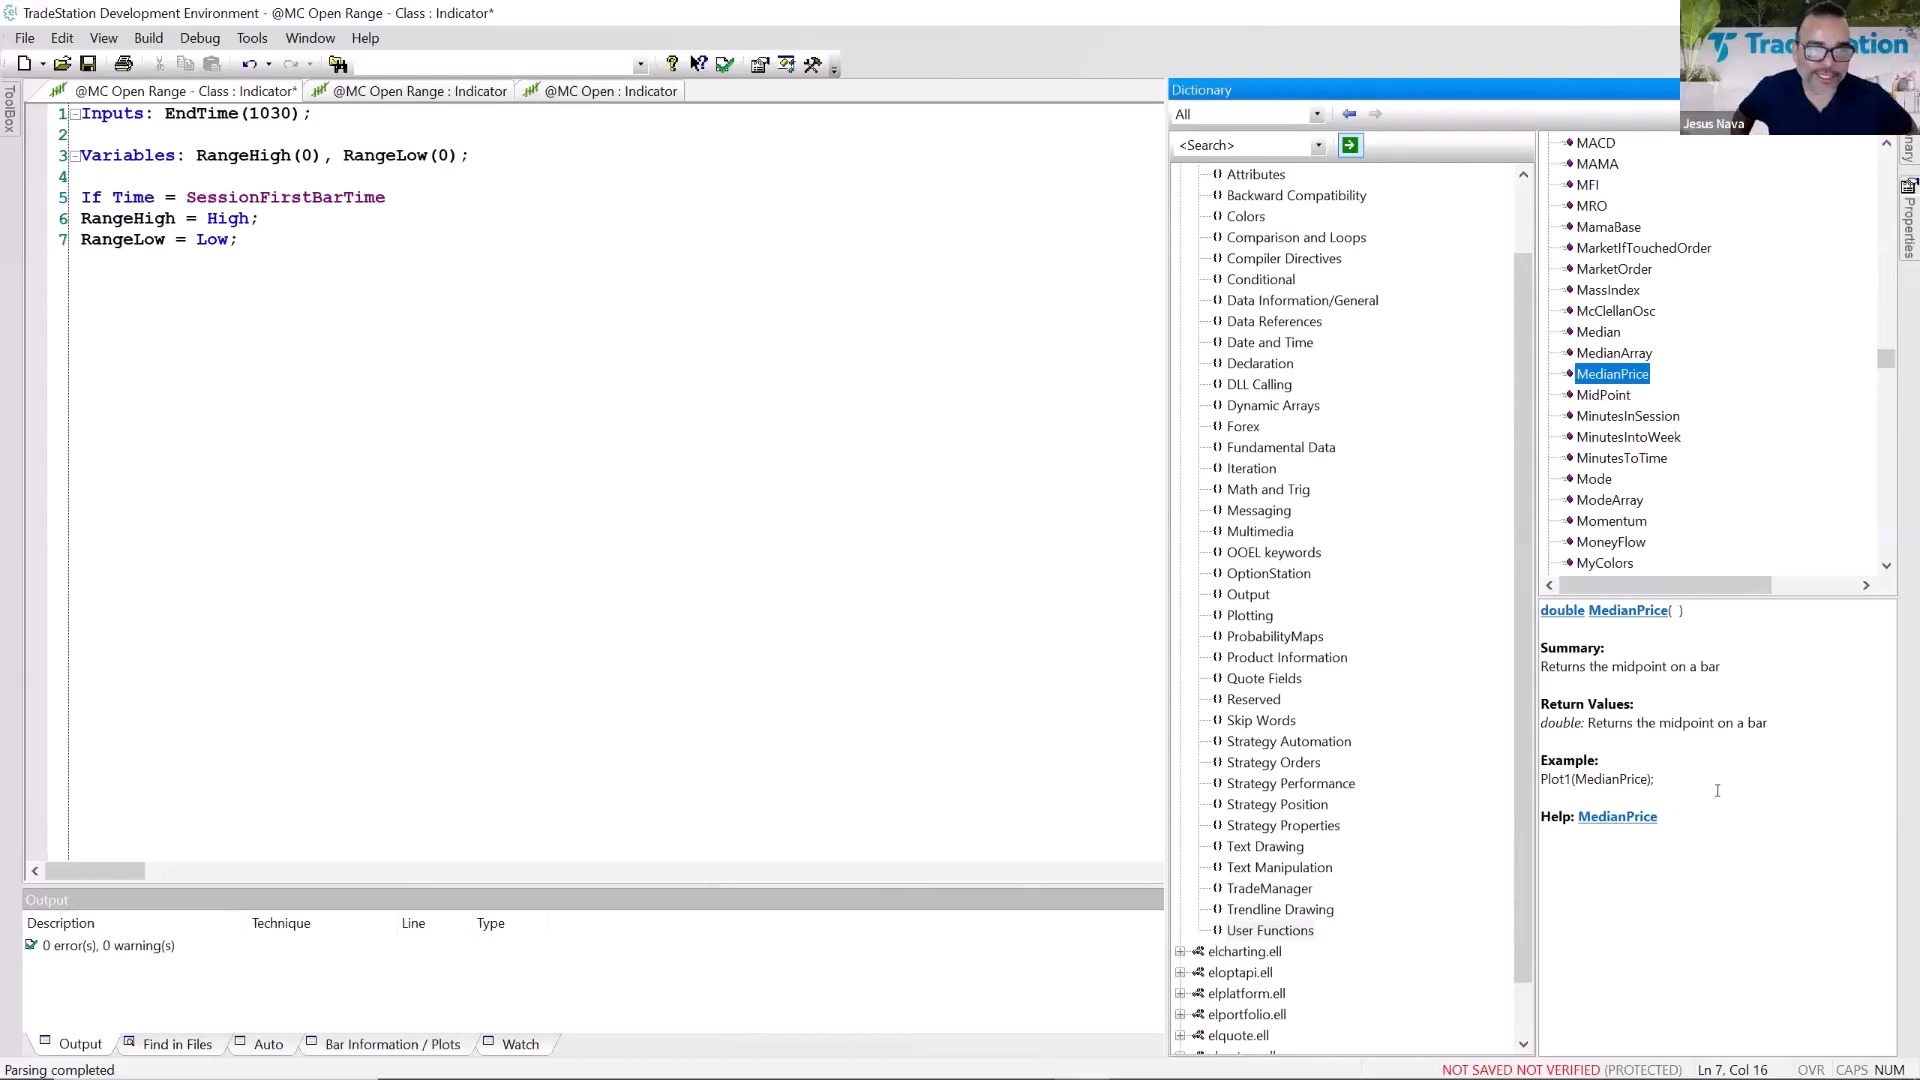 TradeStation Development Environment - @MC Open Range - Class : Indicator*
File Edit View Build Debug Tools Window Help
@MC Open Range - Class : Indicator* @MC Open Range : Indicator @MC Open : Indicator
ToolBox
1 Inputs: EndTime(1030);
2
3 Variables: RangeHigh(0), RangeLow(0);
4
5 If Time = SessionFirstBarTime
6 RangeHigh = High;
7 RangeLow = Low;
Output
Description Technique Line Type
0 error(s), 0 warning(s)
Output Find in Files Auto Bar Information / Plots Watch
Dictionary
All
<Search>
Attributes
Backward Compatibility
Colors
Comparison and Loops
Compiler Directives
Conditional
Data Information/General
Data References
Date and Time
Declaration
DLL Calling
Dynamic Arrays
Forex
Fundamental Data
Iteration
Math and Trig
Messaging
Multimedia
OOEL keywords
OptionStation
Output
Plotting
ProbabilityMaps
Product Information
Quote Fields
Reserved
Skip Words
Strategy Automation
Strategy Orders
Strategy Performance
Strategy Position
Strategy Properties
Text Drawing
Text Manipulation
TradeManager
Trendline Drawing
User Functions
elcharting.ell
eloptapi.ell
elplatform.ell
elportfolio.ell
elquote.ell
MACD
MAMA
MFI
MRO
MamaBase
MarketIfTouchedOrder
MarketOrder
MassIndex
McClellanOsc
Median
MedianArray
MedianPrice
MidPoint
MinutesInSession
MinutesIntoWeek
MinutesToTime
Mode
ModeArray
Momentum
MoneyFlow
MyColors
double MedianPrice( )
Summary:
Returns the midpoint on a bar
Return Values:
double: Returns the midpoint on a bar
Example:
Plot1(MedianPrice);
Help: MedianPrice
Properties
Jesus Nava
Parsing completed
NOT SAVED NOT VERIFIED (PROTECTED) Ln 7, Col 16 OVR CAPS NUM